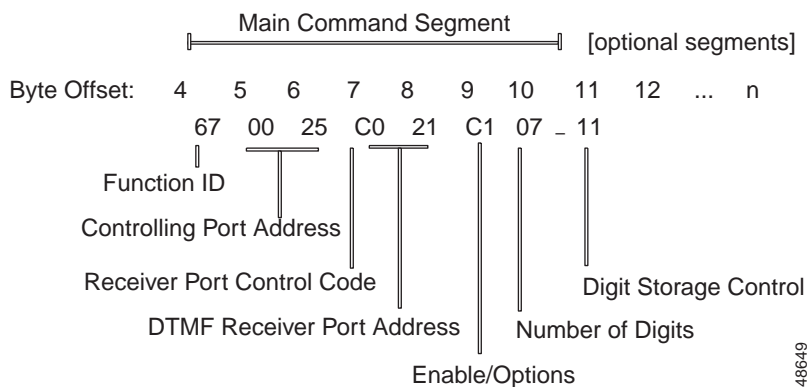 Main Command Segment
[optional segments]
Byte Offset: 4 5 6 7 8 9 10 11 12 ... n
67 00 25 C0 21 C1 07 – 11
Function ID
Controlling Port Address
Receiver Port Control Code
Digit Storage Control
DTMF Receiver Port Address
Number of Digits
Enable/Options
48649